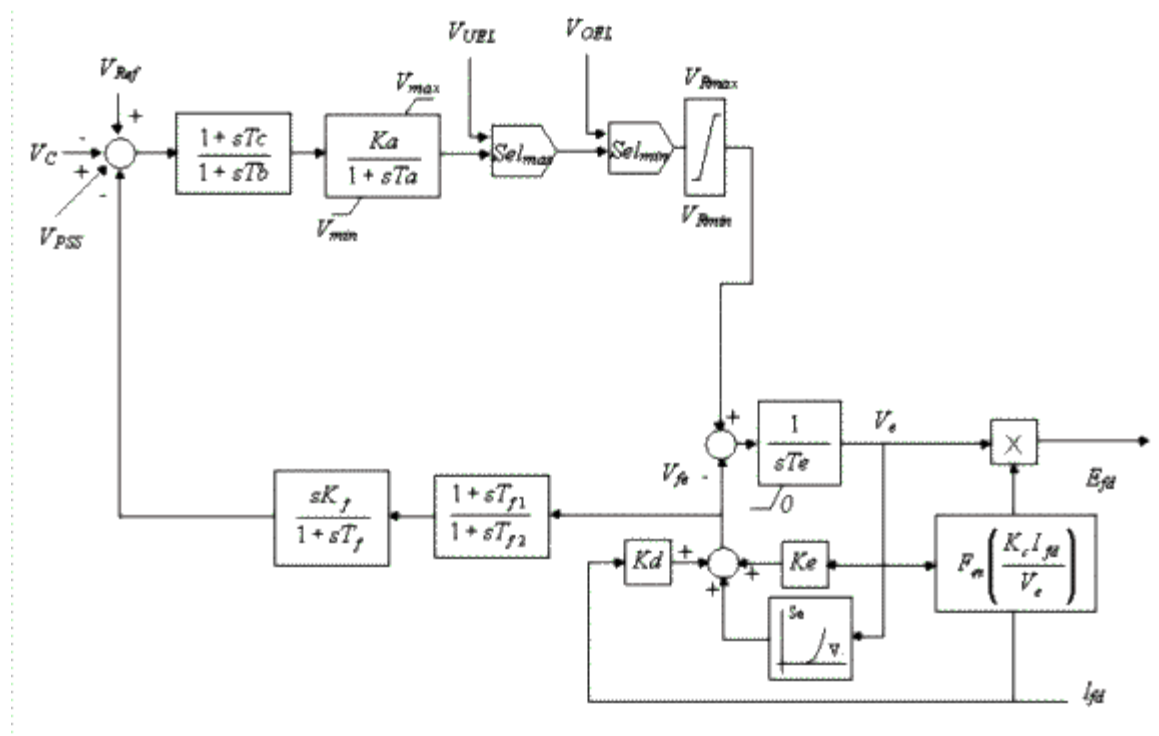 V_UEL
V_OEL
V_Ref
V_max
V_Rmax
+
-
V_C
+
-
1 + sTc
1 + sTb
Ka
1 + sTa
Sel_max
Sel_min
V_PSS
V_min
V_Rmin
+
1
sTe
V_e
X
V_fe -
0
E_fd
sK_f
1 + sT_f
1 + sT_f1
1 + sT_f2
Kd
+
+
Ke
K_c I_fd
V_e
+
Se
V.
I_fd